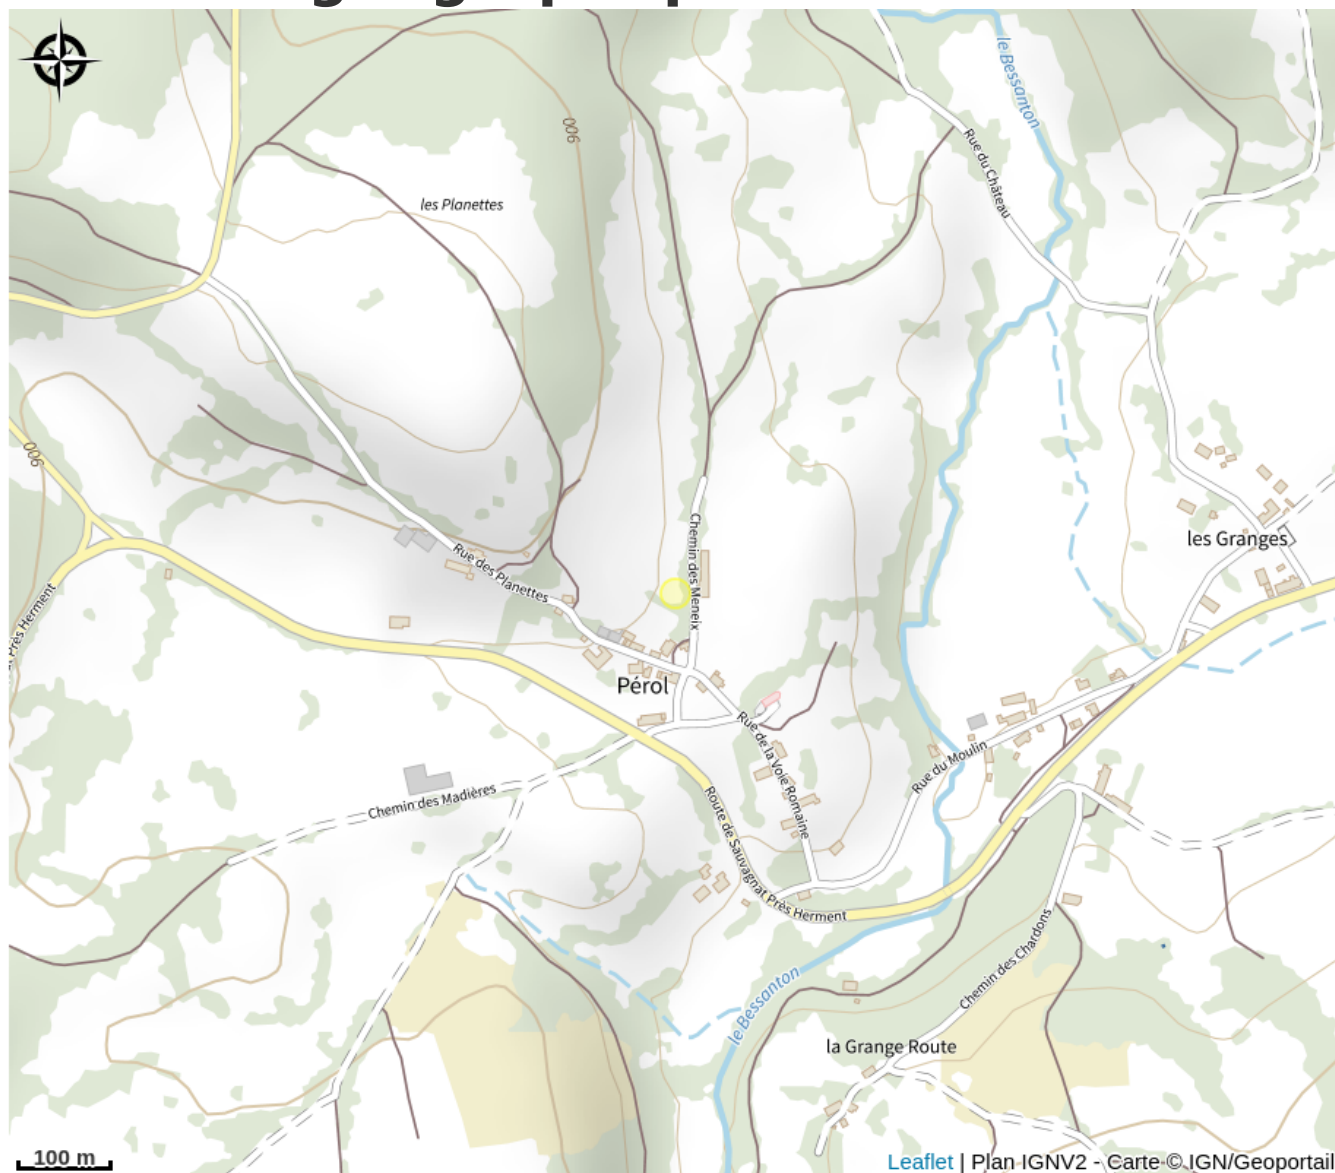 le Bessanton
900
Rue du Château
les Planettes
900
Chemin des Meneix
les Granges
Rue des Planettes
Près Herment
Pérol
Rue de la Voie Romaine
Rue du Moulin
Chemin des Madières
Route de Sauvagnat Près Herment
Chemin des Chardons
le Bessanton
la Grange Route
100 m
Leaflet | Plan IGNV2 - Carte © IGN/Geoportail